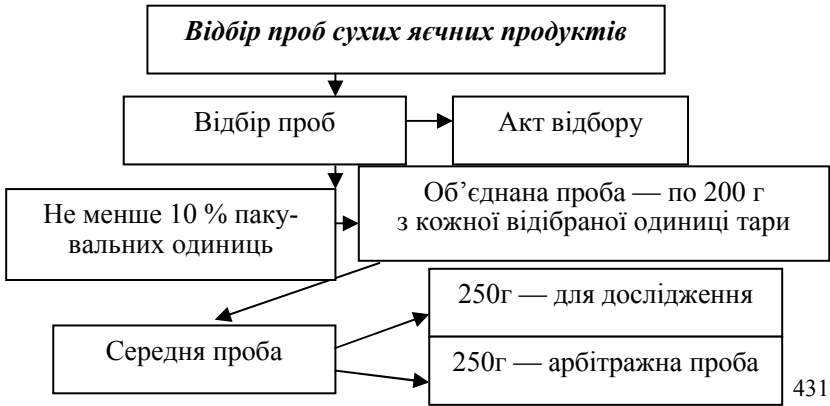 Відбір проб сухих яєчних продуктів
Відбір проб
Акт відбору
Не менше 10 % паку-
вальних одиниць
Об’єднана проба — по 200 г
з кожної відібраної одиниці тари
Середня проба
250г — для дослідження
250г — арбітражна проба
431